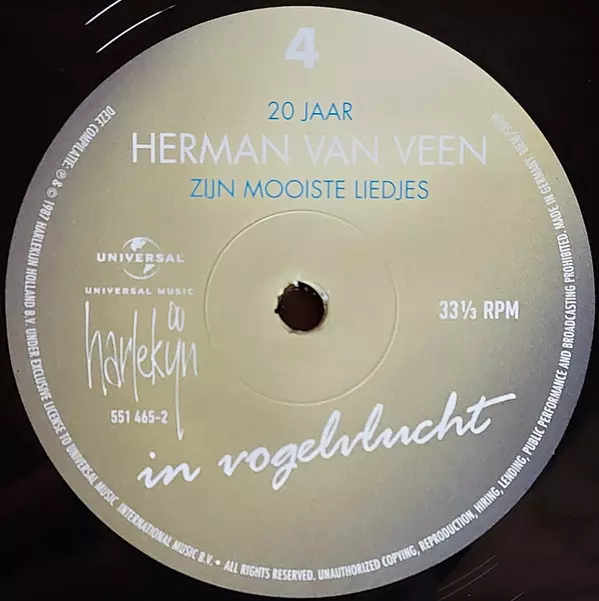 4
20 JAAR
HERMAN VAN VEEN
ZIJN MOOISTE LIEDJES
UNIVERSAL
UNIVERSAL MUSIC
harlekijn
551 465-2
33⅓ RPM
in vogelvlucht
DEZE COMPILATIE: ℗ & © 1987 HARLEKIJN HOLLAND B.V. UNDER EXCLUSIVE LICENSE TO UNIVERSAL MUSIC INTERNATIONAL MUSIC B.V. • ALL RIGHTS RESERVED. UNAUTHORIZED COPYING, REPRODUCTION, HIRING, LENDING, PUBLIC PERFORMANCE AND BROADCASTING PROHIBITED. MADE IN GERMANY.